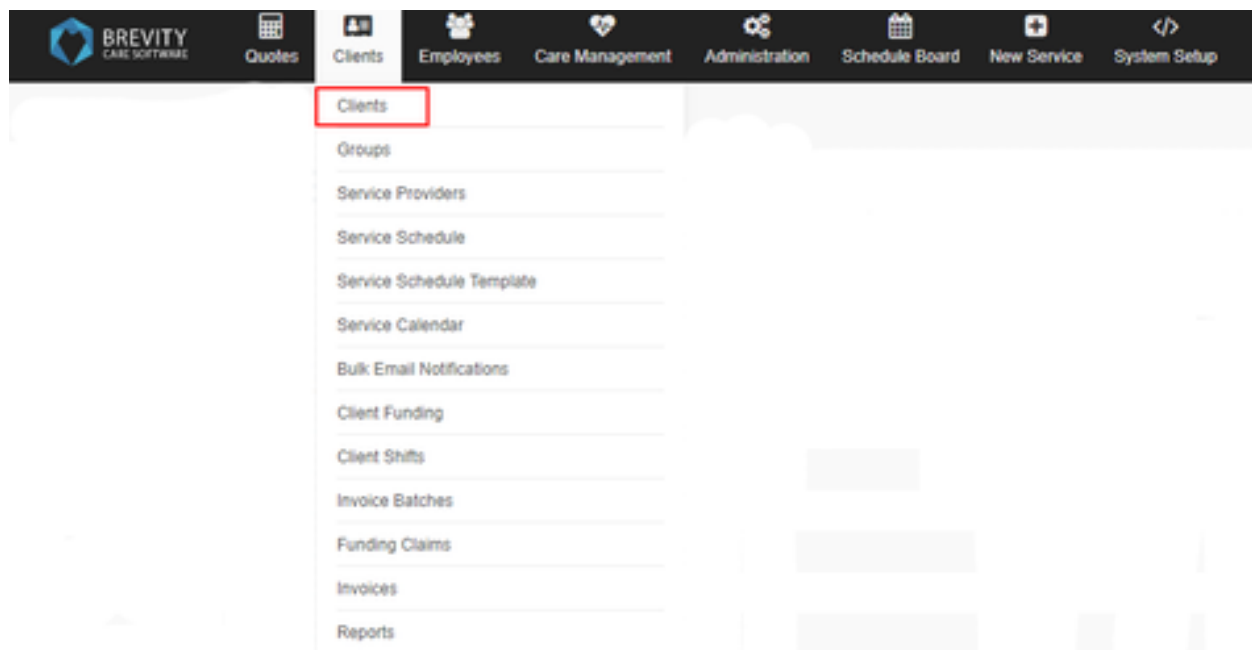 BREVITY
CARE SOFTWARE
Quotes
Clients
Employees
Care Management
Administration
Schedule Board
New Service
System Setup
Clients
Groups
Service Providers
Service Schedule
Service Schedule Template
Service Calendar
Bulk Email Notifications
Client Funding
Client Shifts
Invoice Batches
Funding Claims
Invoices
Reports